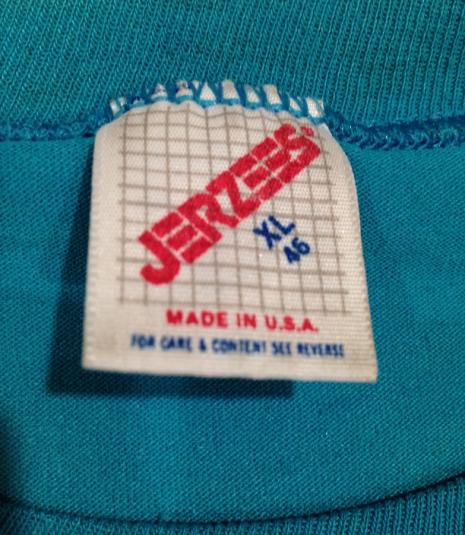 JERZEES®
XL
46
MADE IN U.S.A.
FOR CARE & CONTENT SEE REVERSE